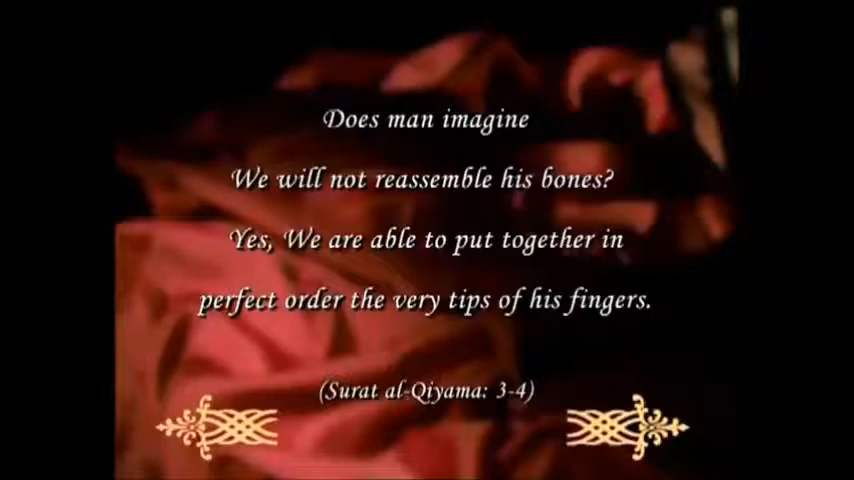 Does man imagine
We will not reassemble his bones?
Yes, We are able to put together in
perfect order the very tips of his fingers.
(Surat al-Qiyama: 3-4)